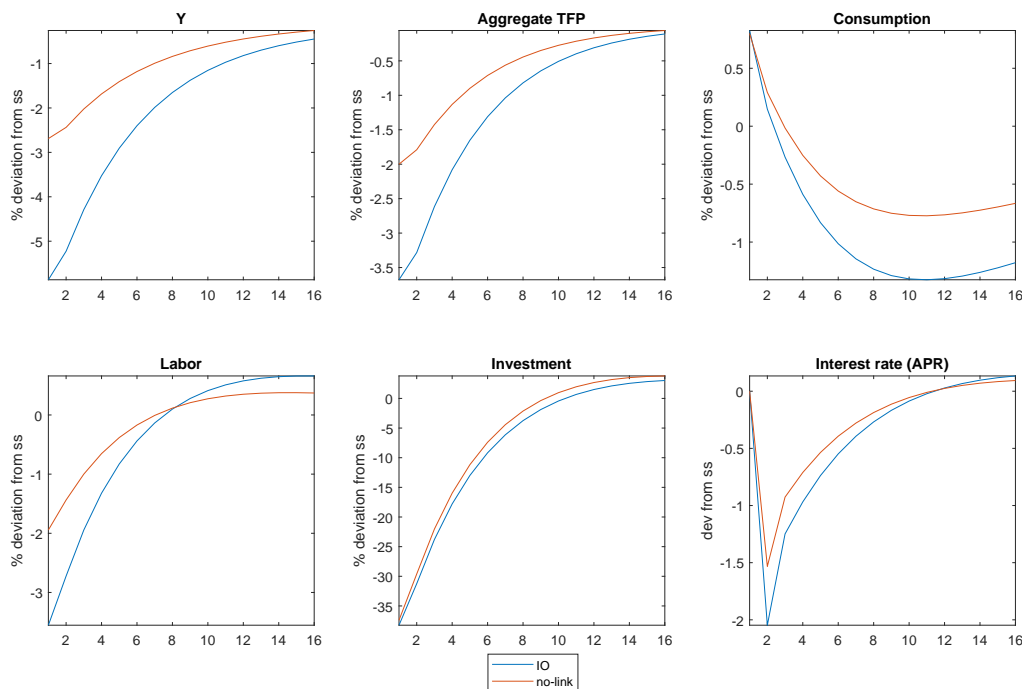 Y
Aggregate TFP
Consumption
% deviation from ss
-1
-2
-3
-4
-5
2 4 6 8 10 12 14 16
% deviation from ss
-0.5
-1
-1.5
-2
-2.5
-3
-3.5
2 4 6 8 10 12 14 16
% deviation from ss
0.5
0
-0.5
-1
2 4 6 8 10 12 14 16
Labor
Investment
Interest rate (APR)
% deviation from ss
0
-1
-2
-3
2 4 6 8 10 12 14 16
% deviation from ss
0
-5
-10
-15
-20
-25
-30
-35
2 4 6 8 10 12 14 16
dev from ss
0
-0.5
-1
-1.5
-2
2 4 6 8 10 12 14 16
IO
no-link